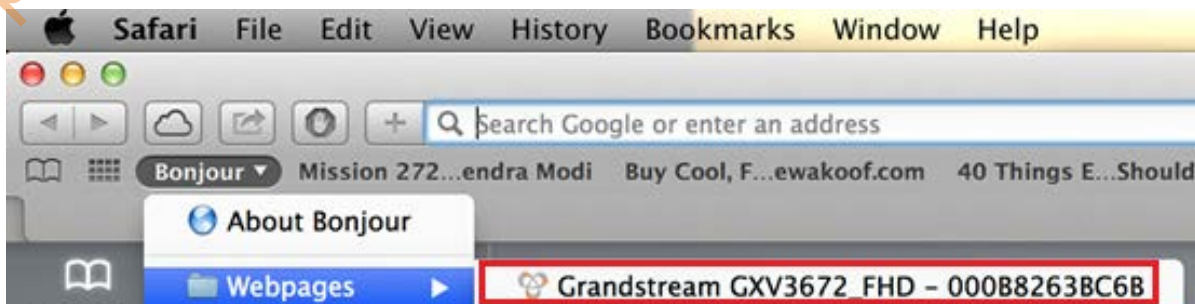 Safari File Edit View History Bookmarks Window Help
Search Google or enter an address
Bonjour Mission 272...endra Modi Buy Cool, F...ewakoof.com 40 Things E...Should
About Bonjour
Webpages Grandstream GXV3672_FHD - 000B8263BC6B